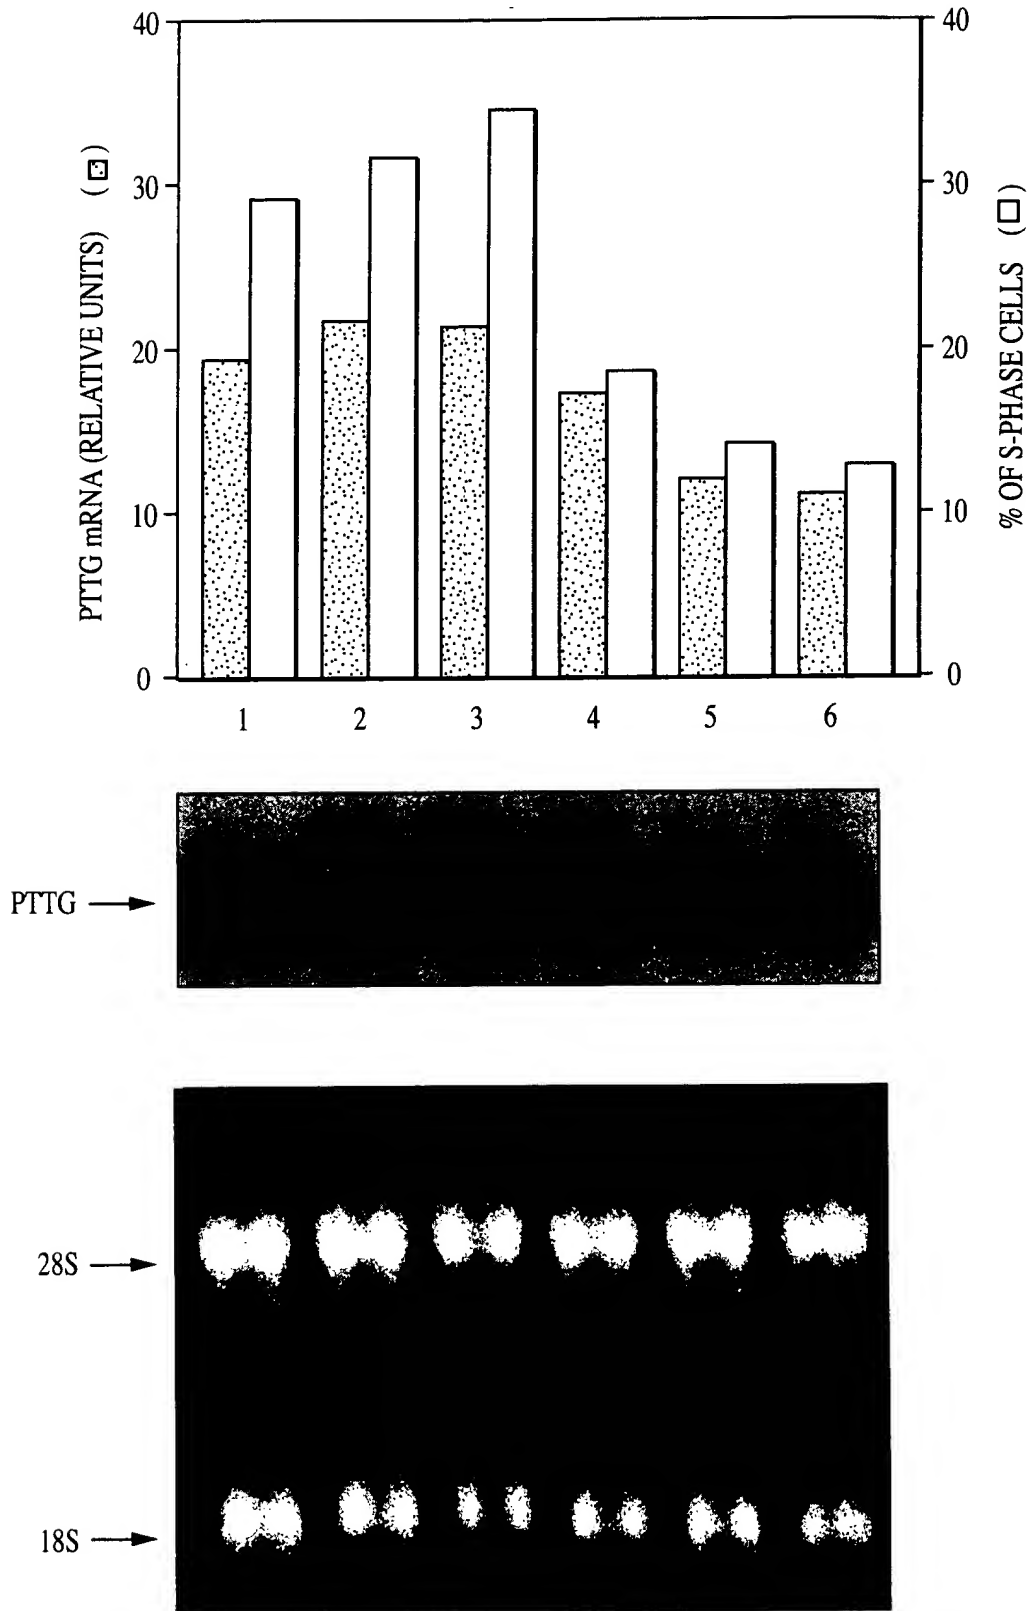 40
30
20
10
0
PTTG mRNA (RELATIVE UNITS) ( )
40
30
20
10
0
% OF S-PHASE CELLS ( )
1 2 3 4 5 6
PTTG
28S
18S